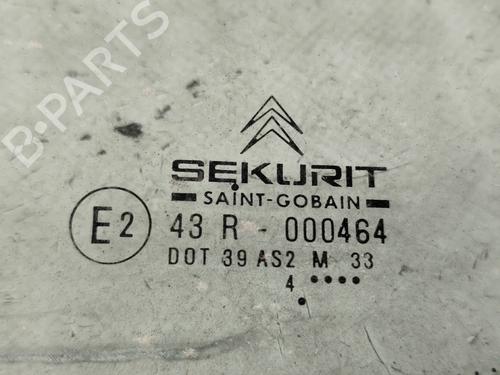 B-PARTS
SEKURIT
SAINT-GOBAIN
E2 43 R - 000464
DOT 39 AS2 M 33
4 ....
.